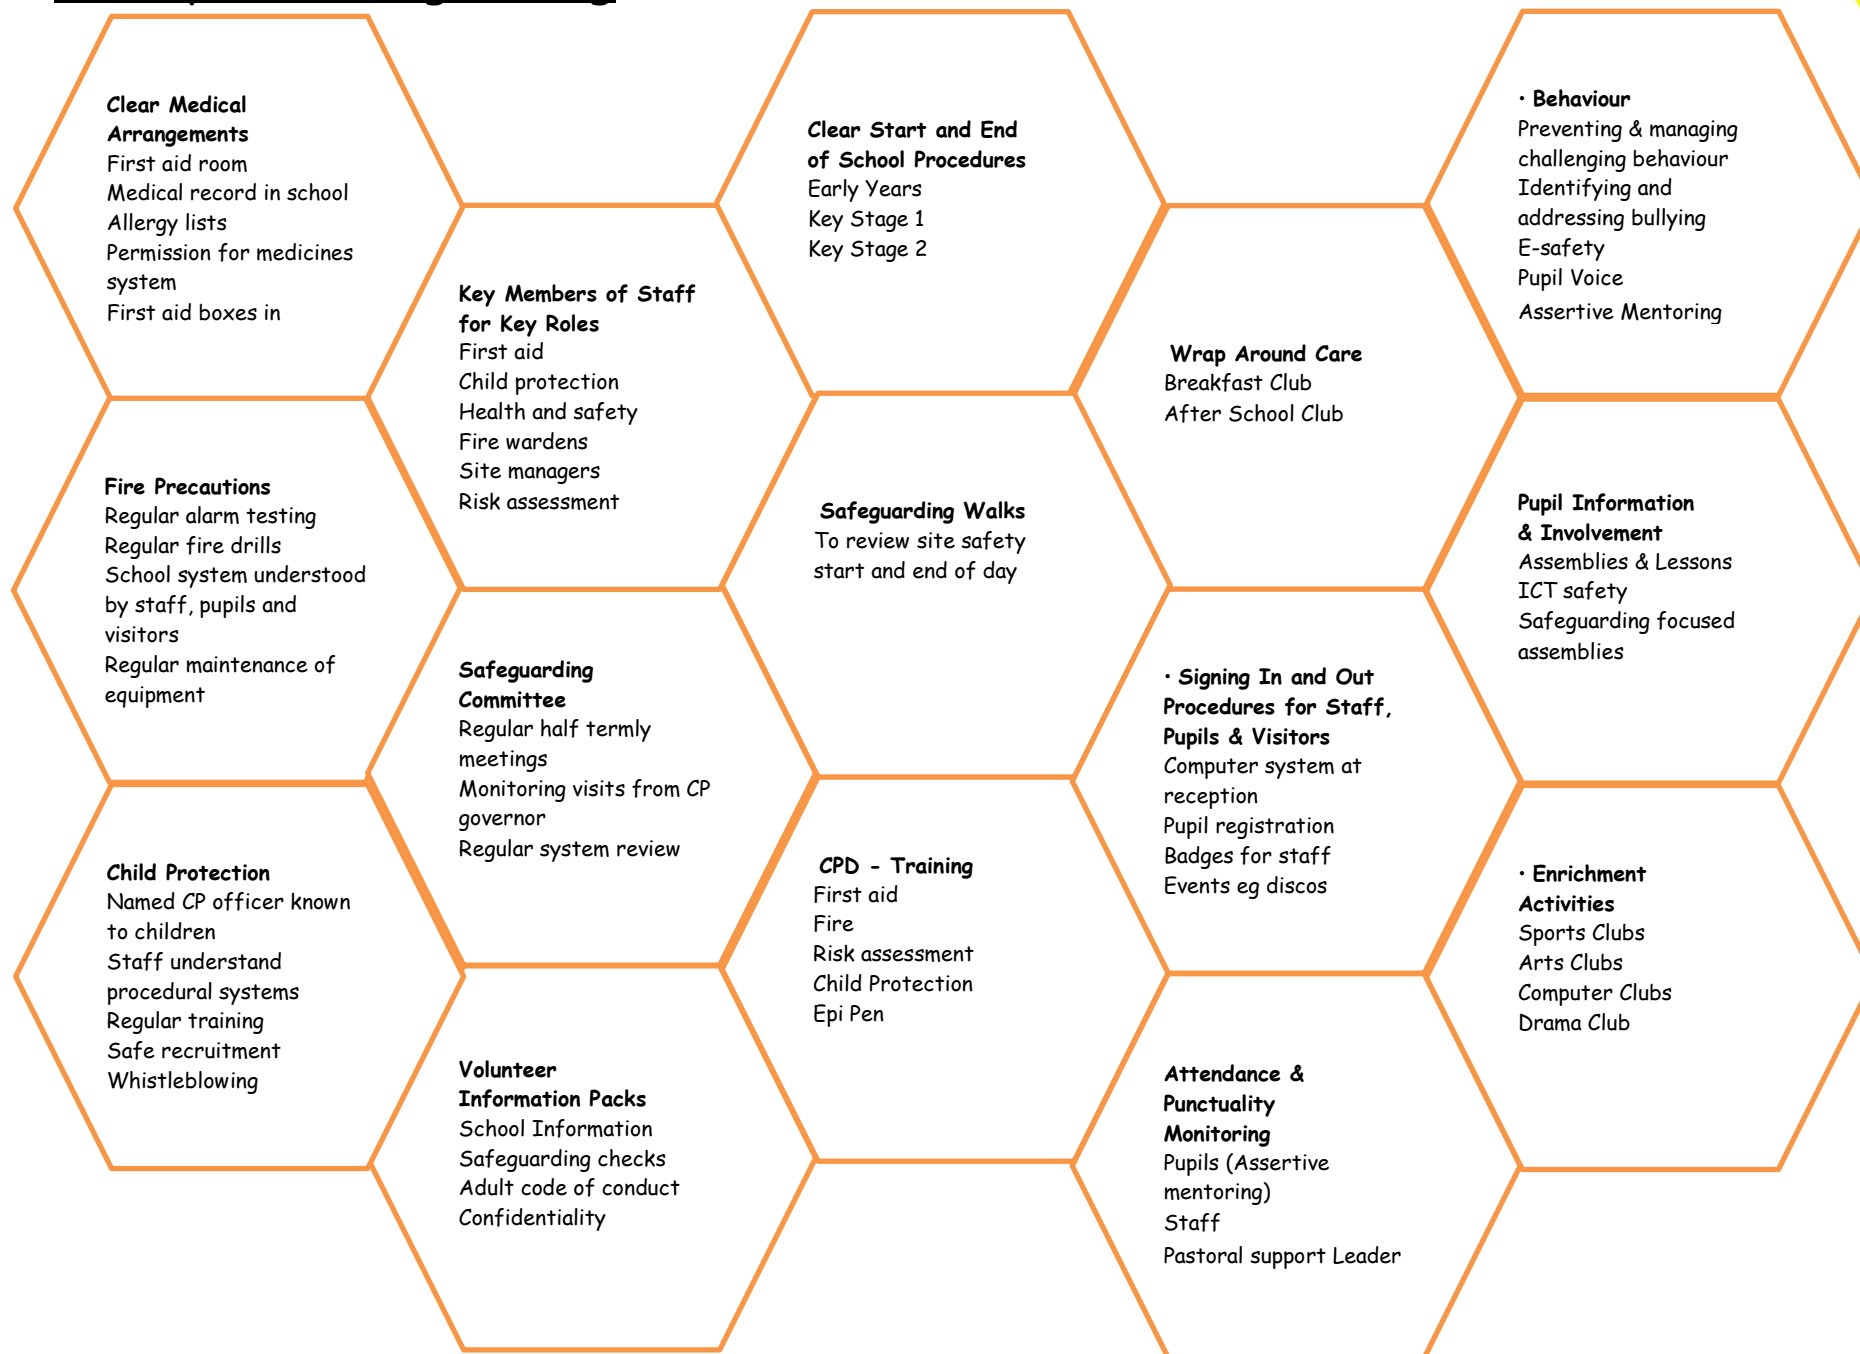 Clear Medical
Arrangements
First aid room
Medical record in school
Allergy lists
Permission for medicines
system
First aid boxes in
Fire Precautions
Regular alarm testing
Regular fire drills
School system understood
by staff, pupils and
visitors
Regular maintenance of
equipment
Child Protection
Named CP officer known
to children
Staff understand
procedural systems
Regular training
Safe recruitment
Whistleblowing
Key Members of Staff
for Key Roles
First aid
Child protection
Health and safety
Fire wardens
Site managers
Risk assessment
Safeguarding
Committee
Regular half termly
meetings
Monitoring visits from CP
governor
Regular system review
Volunteer
Information Packs
School Information
Safeguarding checks
Adult code of conduct
Confidentiality
Clear Start and End
of School Procedures
Early Years
Key Stage 1
Key Stage 2
Safeguarding Walks
To review site safety
start and end of day
CPD - Training
First aid
Fire
Risk assessment
Child Protection
Epi Pen
Wrap Around Care
Breakfast Club
After School Club
• Signing In and Out
Procedures for Staff,
Pupils & Visitors
Computer system at
reception
Pupil registration
Badges for staff
Events eg discos
Attendance &
Punctuality
Monitoring
Pupils (Assertive
mentoring)
Staff
Pastoral support Leader
• Behaviour
Preventing & managing
challenging behaviour
Identifying and
addressing bullying
E-safety
Pupil Voice
Assertive Mentoring
Pupil Information
& Involvement
Assemblies & Lessons
ICT safety
Safeguarding focused
assemblies
• Enrichment
Activities
Sports Clubs
Arts Clubs
Computer Clubs
Drama Club